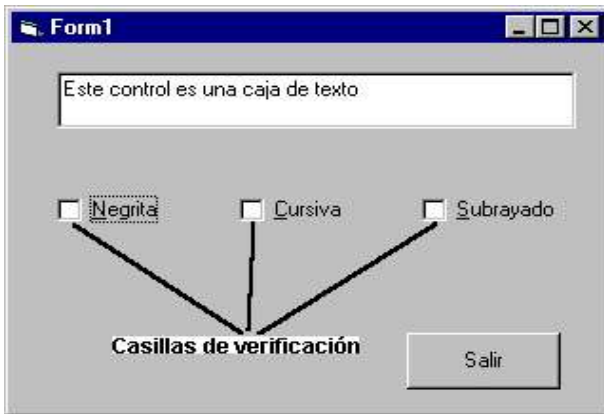 Form1
Este control es una caja de texto
Negrita Cursiva Subrayado
Casillas de verificación
Salir